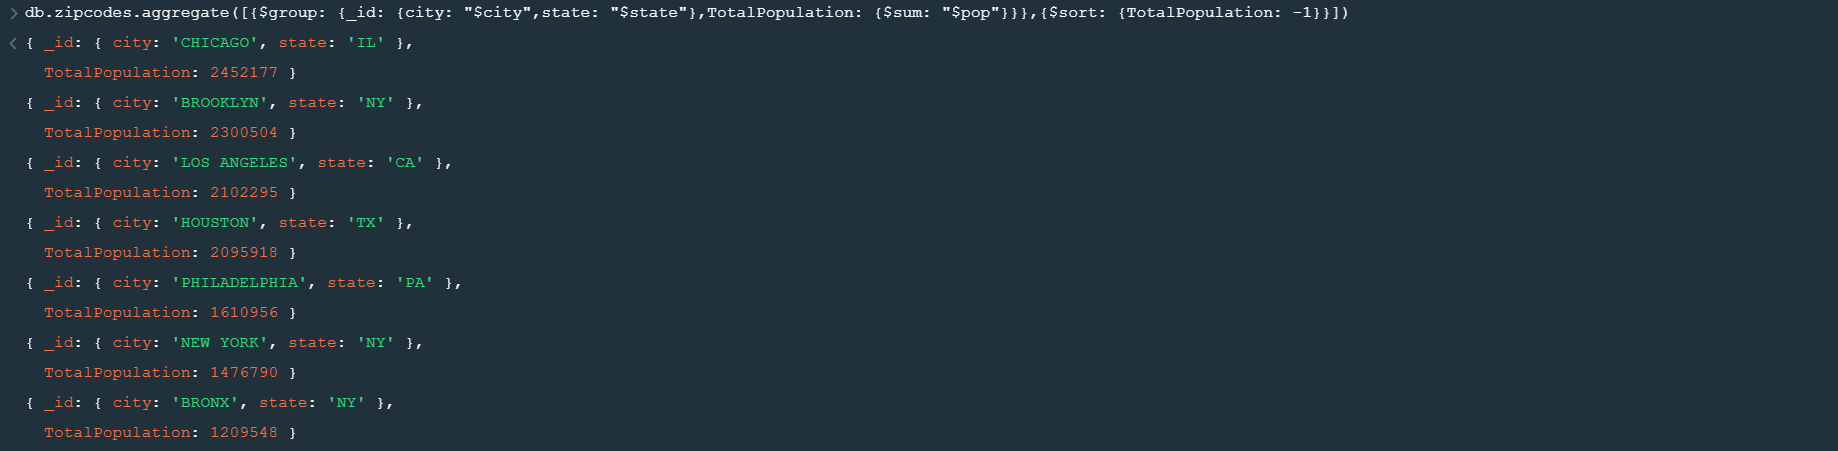 > db.zipcodes.aggregate([{$group: {_id: {city: "$city",state: "$state"},TotalPopulation: {$sum: "$pop"}}},{$sort: {TotalPopulation: -1}}])
< { _id: { city: 'CHICAGO', state: 'IL' },
TotalPopulation: 2452177 }
{ _id: { city: 'BROOKLYN', state: 'NY' },
TotalPopulation: 2300504 }
{ _id: { city: 'LOS ANGELES', state: 'CA' },
TotalPopulation: 2102295 }
{ _id: { city: 'HOUSTON', state: 'TX' },
TotalPopulation: 2095918 }
{ _id: { city: 'PHILADELPHIA', state: 'PA' },
TotalPopulation: 1610956 }
{ _id: { city: 'NEW YORK', state: 'NY' },
TotalPopulation: 1476790 }
{ _id: { city: 'BRONX', state: 'NY' },
TotalPopulation: 1209548 }